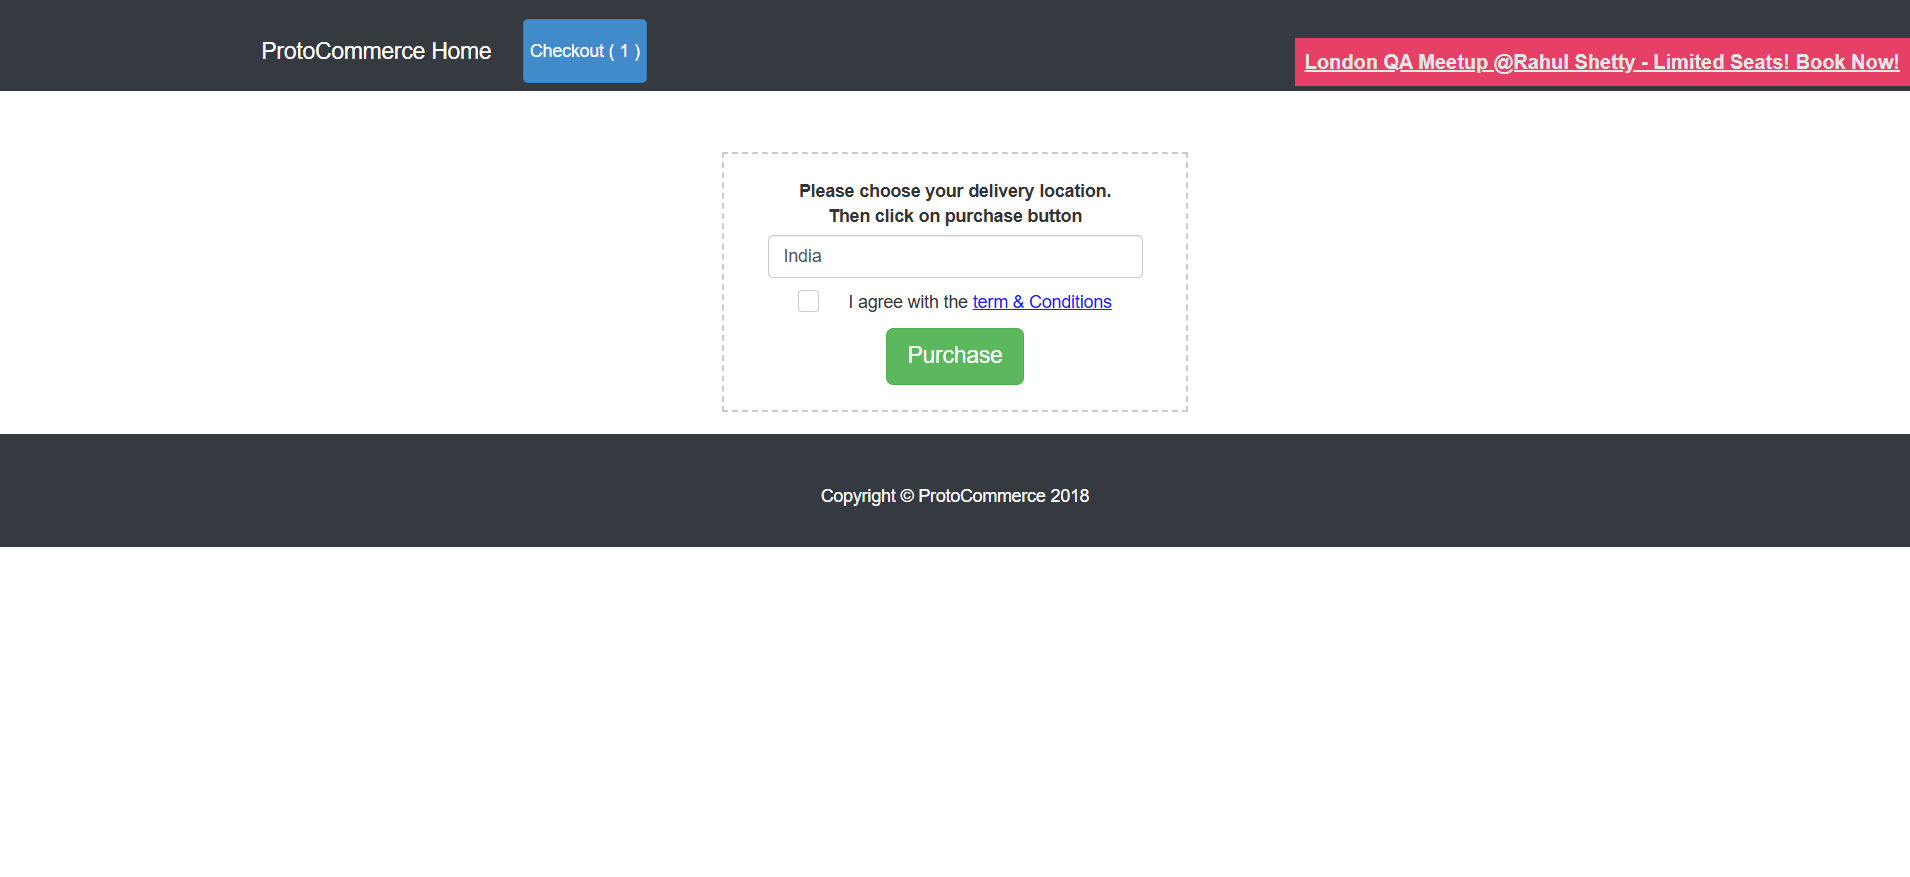 ProtoCommerce Home
Checkout ( 1 )
London QA Meetup @Rahul Shetty - Limited Seats! Book Now!
Please choose your delivery location.
Then click on purchase button
India
I agree with the term & Conditions
Purchase
Copyright © ProtoCommerce 2018